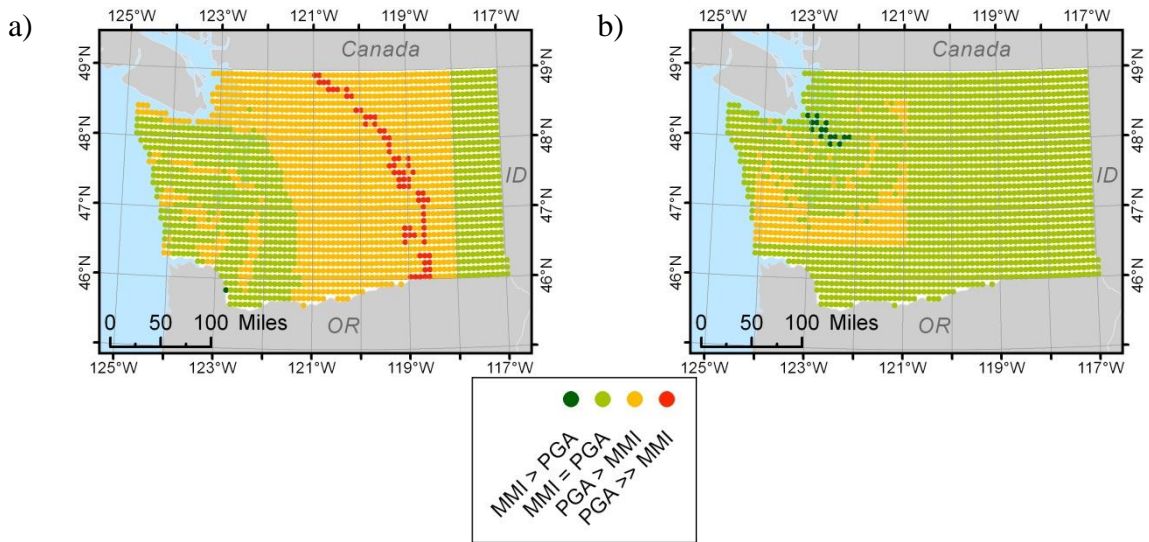 a)
b)
125°W 123°W 121°W 119°W 117°W
125°W 123°W 121°W 119°W 117°W
Canada
Canada
49°N
48°N
47°N
46°N
49°N
48°N
47°N
46°N
49°N
48°N
47°N
46°N
49°N
48°N
47°N
46°N
ID
ID
0 50 100 Miles
OR
0 50 100 Miles
OR
125°W 123°W 121°W 119°W 117°W
125°W 123°W 121°W 119°W 117°W
MMI > PGA
MMI = PGA
PGA > MMI
PGA >> MMI